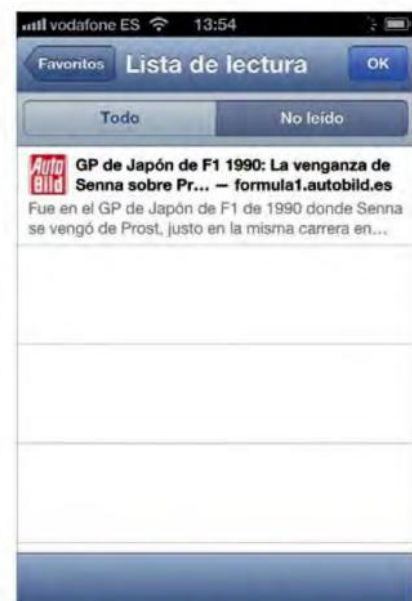 vodafone ES 13:54
Favoritos Lista de lectura OK
Todo No leído
Auto Bild GP de Japón de F1 1990: La venganza de
Senna sobre Pr... — formula1.autobild.es
Fue en el GP de Japón de F1 de 1990 donde Senna
se vengó de Prost, justo en la misma carrera en...